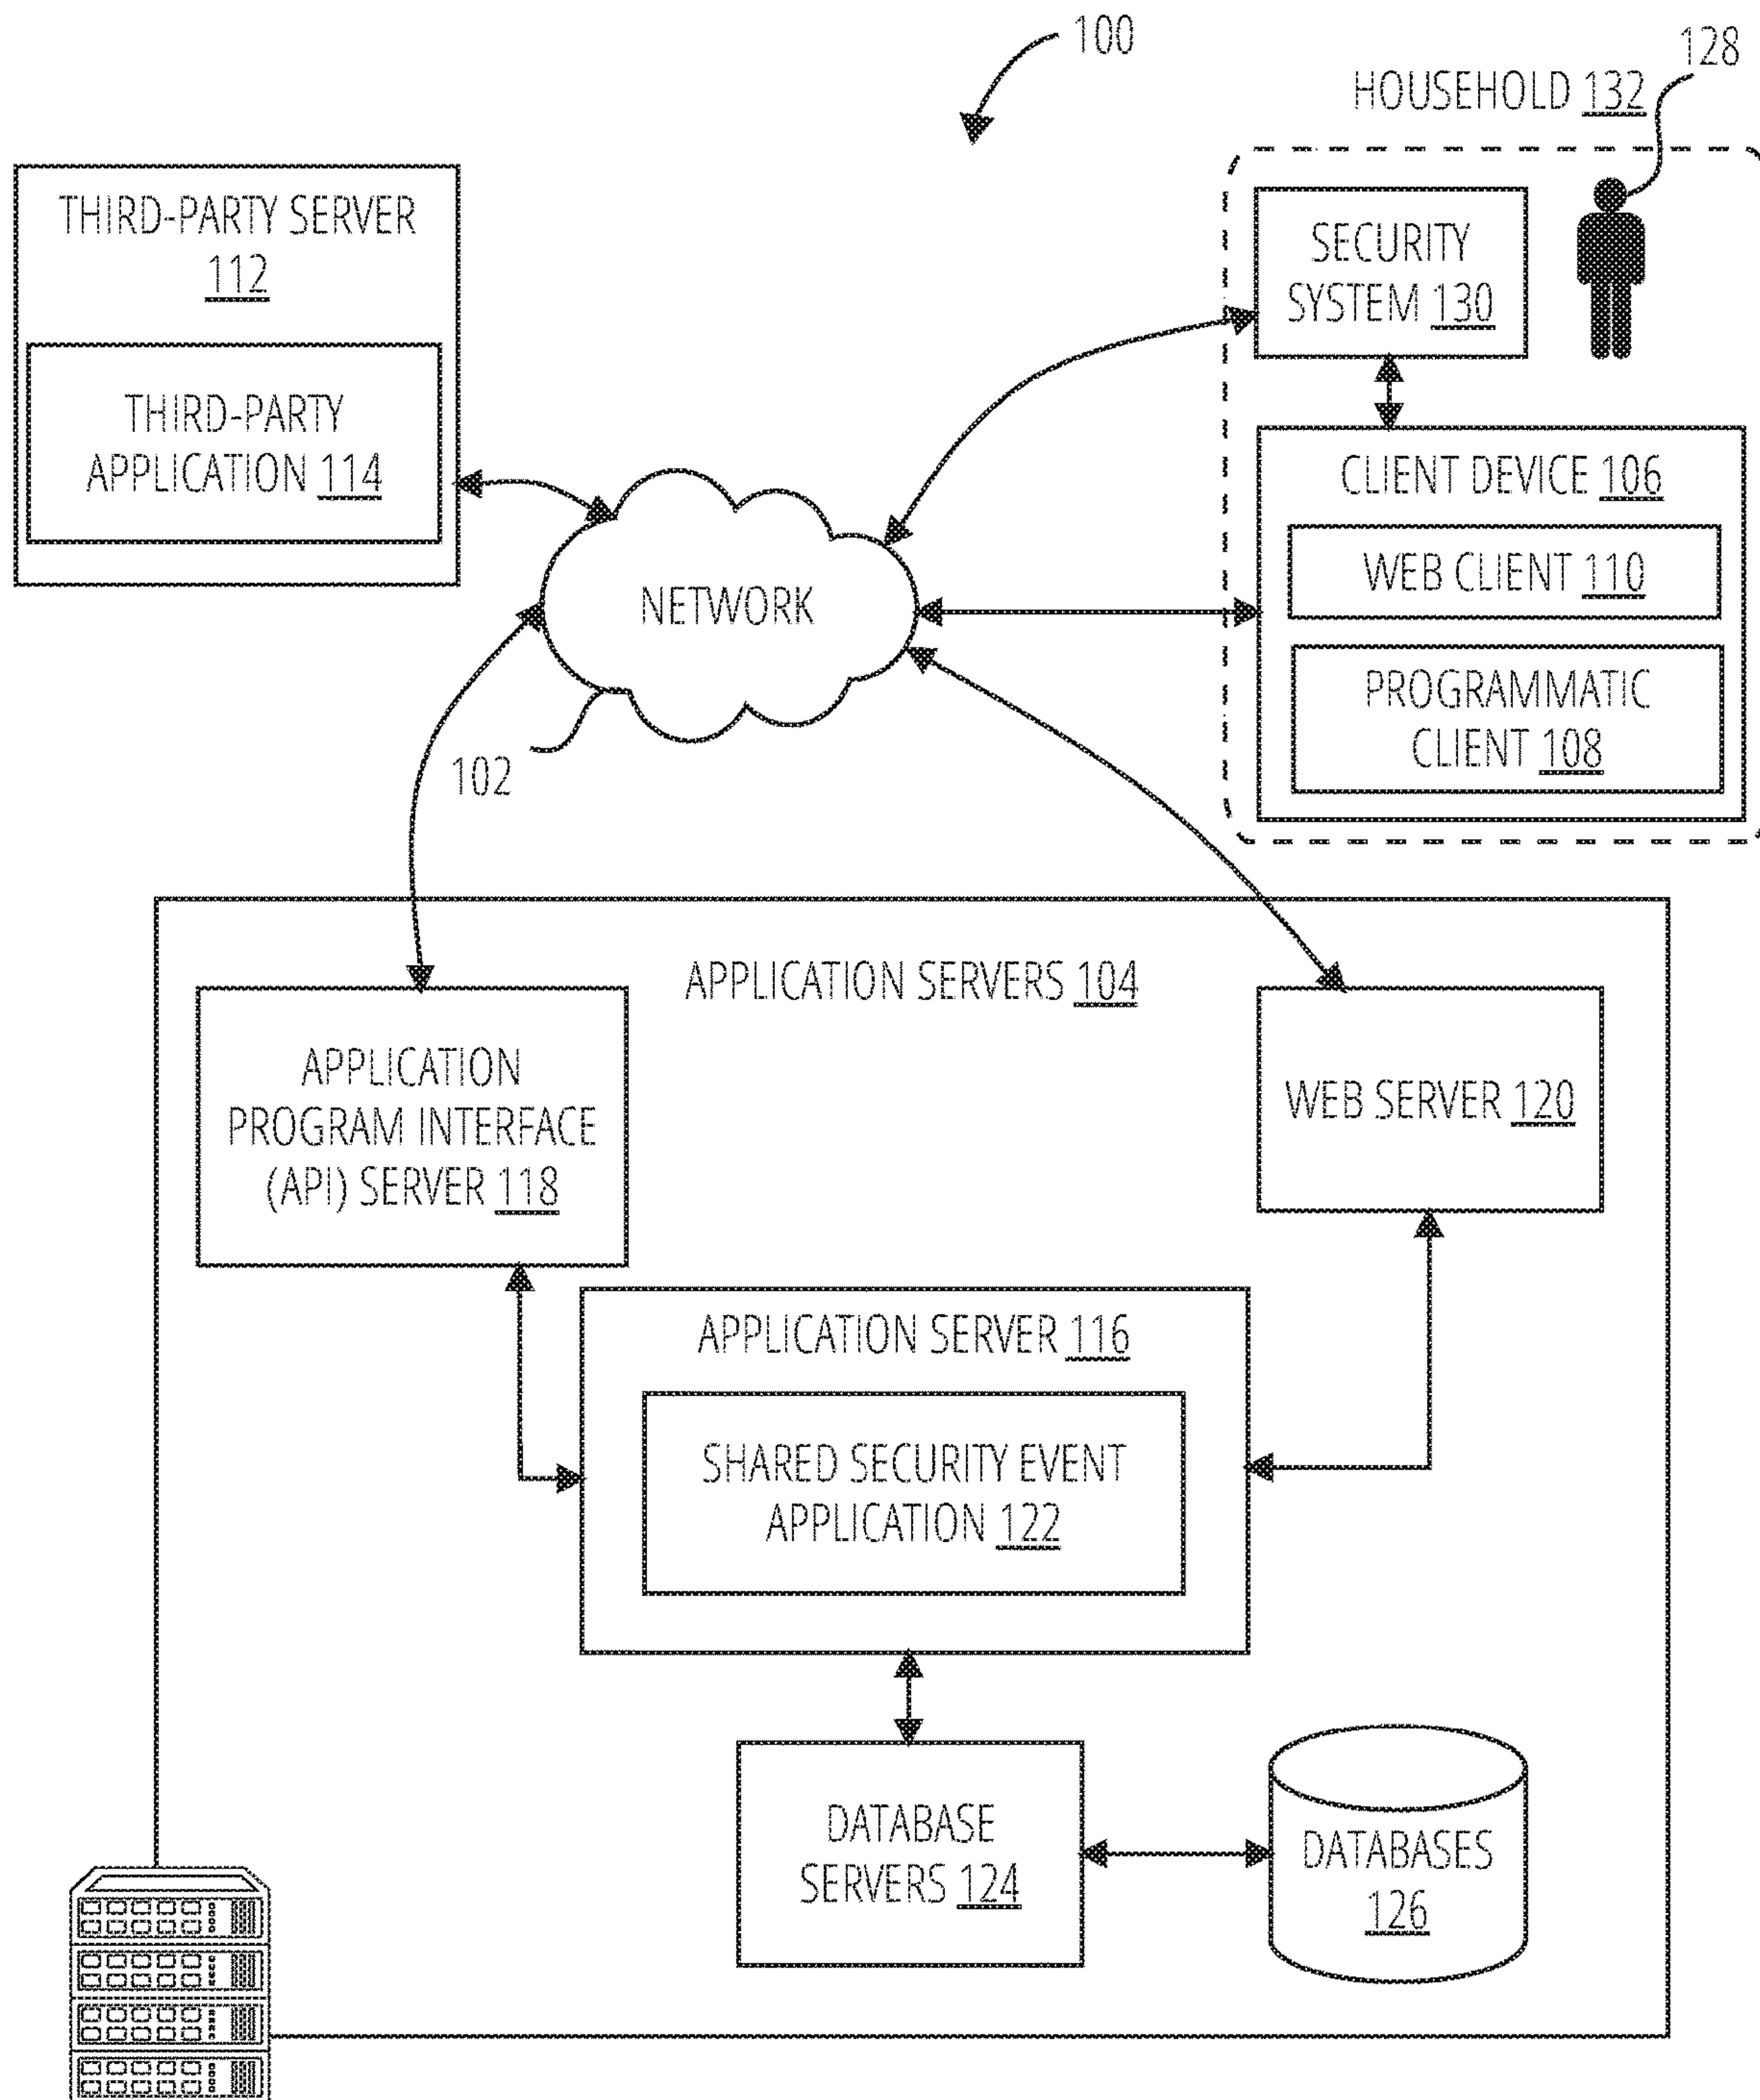 100
128
HOUSEHOLD 132
THIRD-PARTY SERVER
112
THIRD-PARTY
APPLICATION 114
SECURITY
SYSTEM 130
CLIENT DEVICE 106
WEB CLIENT 110
PROGRAMMATIC
CLIENT 108
NETWORK
102
APPLICATION SERVERS 104
APPLICATION
PROGRAM INTERFACE
(API) SERVER 118
WEB SERVER 120
APPLICATION SERVER 116
SHARED SECURITY EVENT
APPLICATION 122
DATABASE
SERVERS 124
DATABASES
126